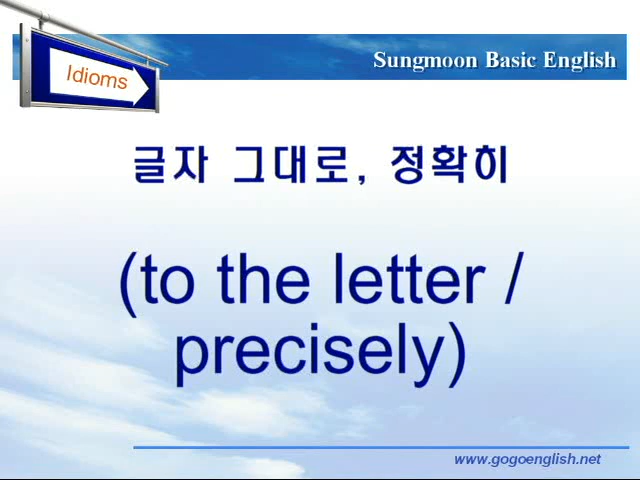 Idioms
Sungmoon Basic English
글자 그대로, 정확히
(to the letter /
precisely)
www.gogoenglish.net